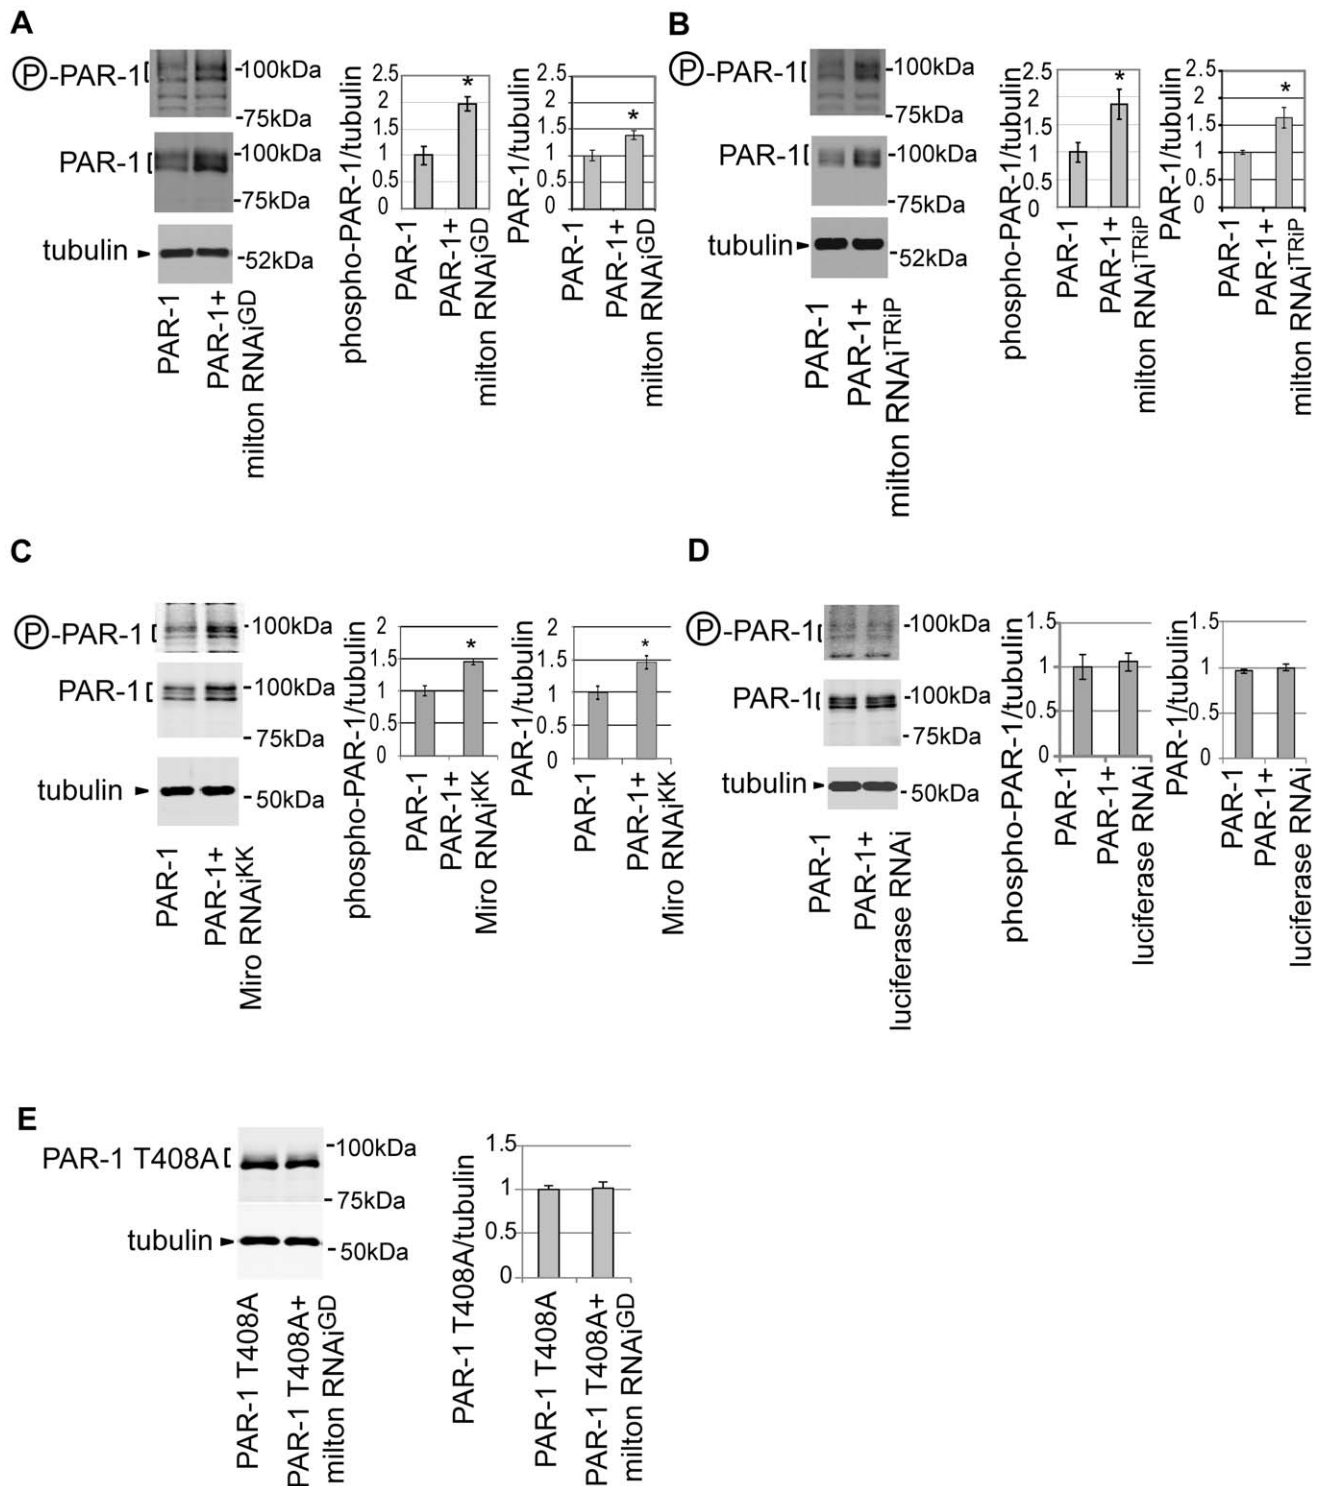 A
Ⓟ-PAR-1
-100kDa
-75kDa
PAR-1
-100kDa
-75kDa
tubulin
-52kDa
PAR-1
PAR-1+
milton RNAi^GD
phospho-PAR-1/tubulin
2.5
2
1.5
1
0.5
0
*
PAR-1
PAR-1+
milton RNAi^GD
PAR-1/tubulin
2.5
2
1.5
1
0.5
0
*
PAR-1
PAR-1+
milton RNAi^GD
B
Ⓟ-PAR-1
-100kDa
-75kDa
PAR-1
-100kDa
-75kDa
tubulin
-52kDa
PAR-1
PAR-1+
milton RNAi^TRiP
phospho-PAR-1/tubulin
2.5
2
1.5
1
0.5
0
*
PAR-1
PAR-1+
milton RNAi^TRiP
PAR-1/tubulin
2.5
2
1.5
1
0.5
0
*
PAR-1
PAR-1+
milton RNAi^TRiP
C
Ⓟ-PAR-1
-100kDa
PAR-1
-100kDa
-75kDa
tubulin
-50kDa
PAR-1
PAR-1+
Miro RNAi^KK
phospho-PAR-1/tubulin
2
1.5
1
0.5
0
*
PAR-1
PAR-1+
Miro RNAi^KK
PAR-1/tubulin
2
1.5
1
0.5
0
*
PAR-1
PAR-1+
Miro RNAi^KK
D
Ⓟ-PAR-1
-100kDa
PAR-1
-100kDa
-75kDa
tubulin
-50kDa
PAR-1
PAR-1+
luciferase RNAi
phospho-PAR-1/tubulin
1.5
1
0.5
0
PAR-1
PAR-1+
luciferase RNAi
PAR-1/tubulin
1.5
1
0.5
0
PAR-1
PAR-1+
luciferase RNAi
E
PAR-1 T408A
-100kDa
-75kDa
tubulin
-50kDa
PAR-1 T408A
PAR-1 T408A+
milton RNAi^GD
PAR-1 T408A/tubulin
1.5
1
0.5
0
PAR-1 T408A
PAR-1 T408A+
milton RNAi^GD